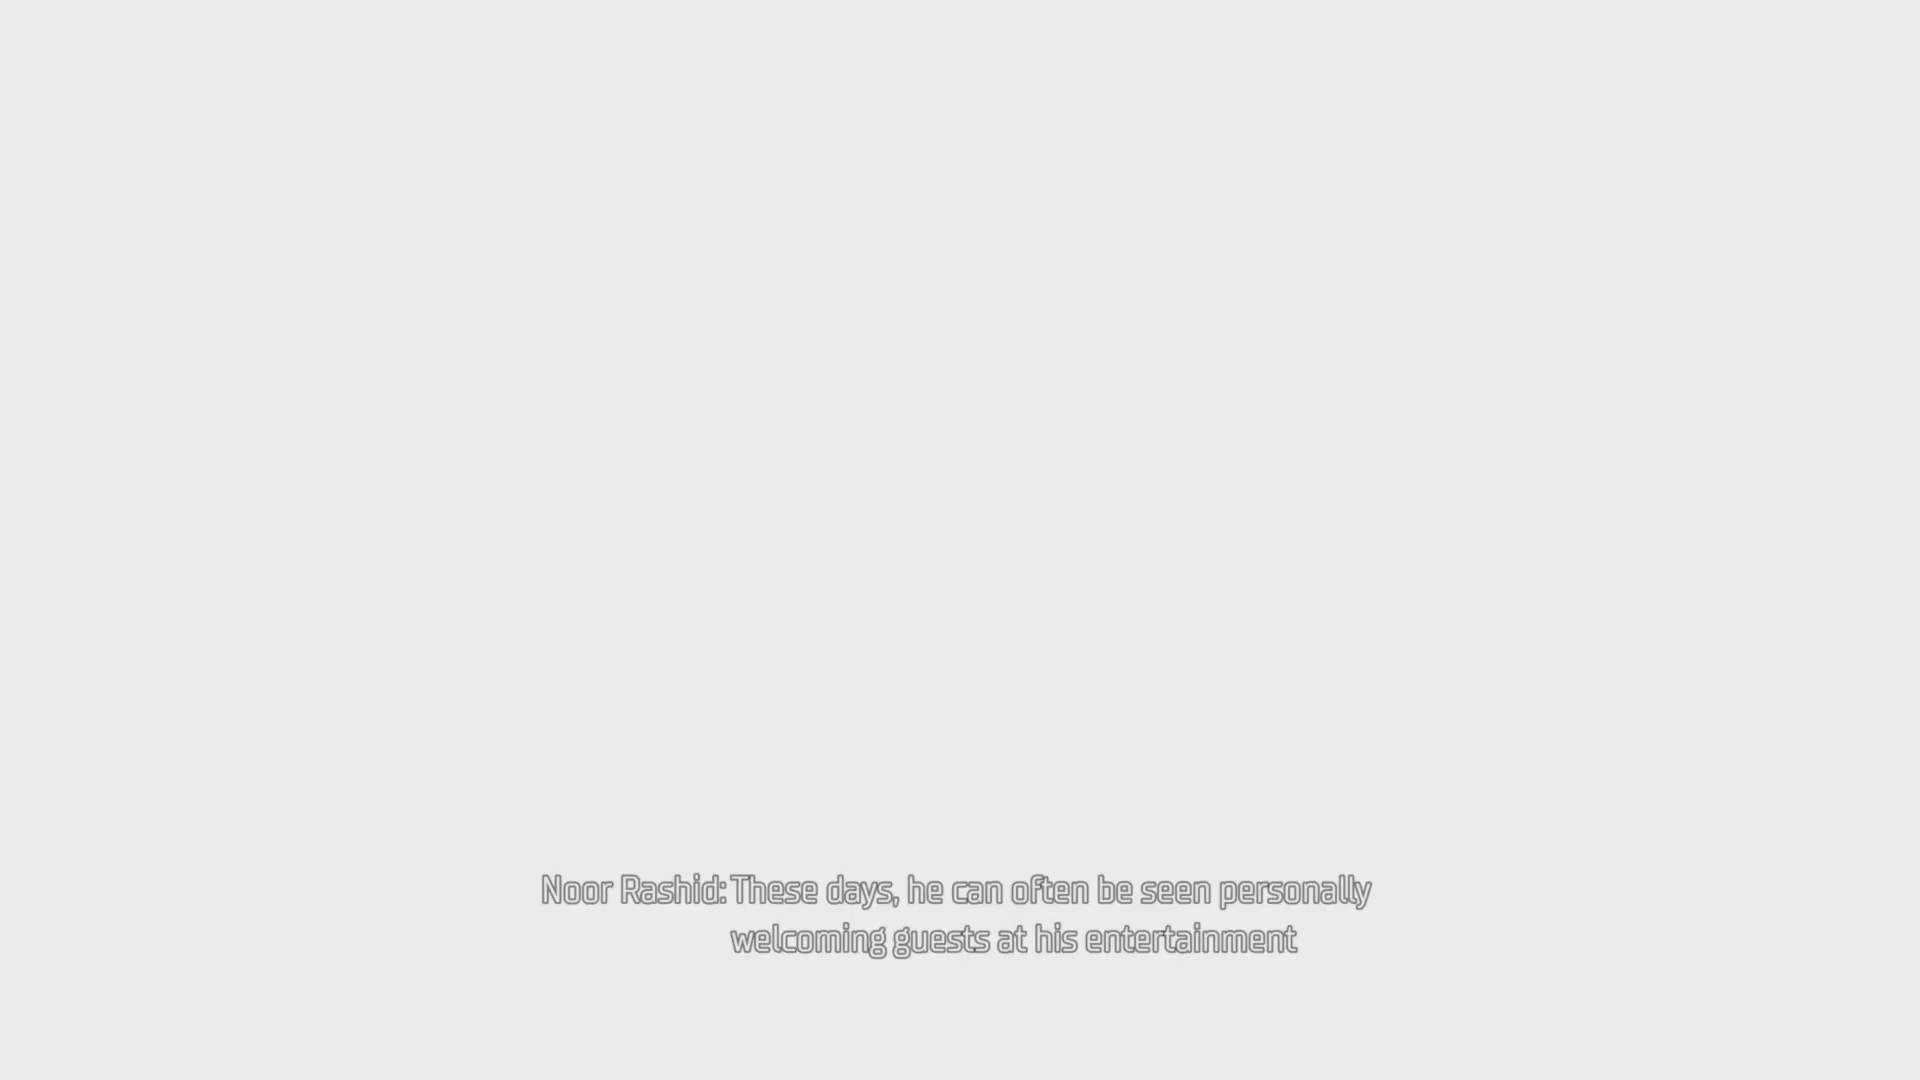 Noor Rashid: These days, he can often be seen personally
welcoming guests at his entertainment